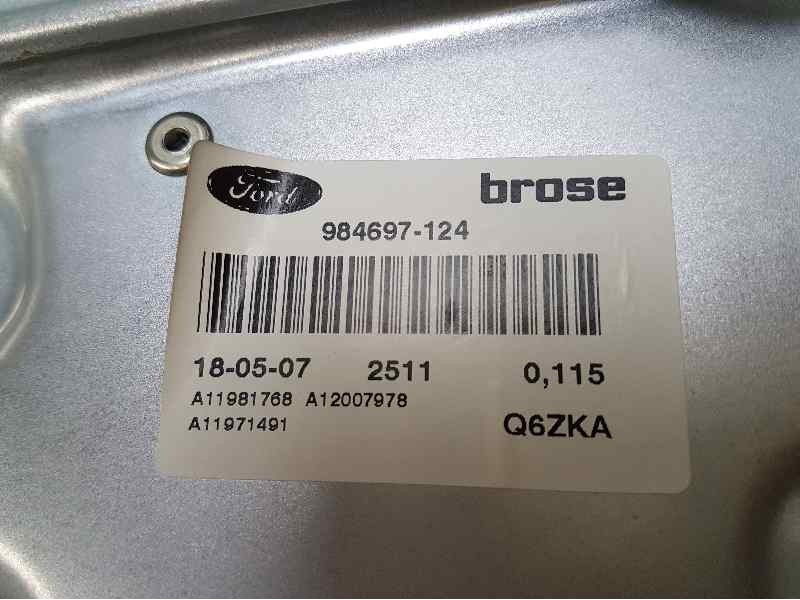 Ford brose
984697-124
18-05-07 2511 0,115
A11981768 A12007978
A11971491 Q6ZKA